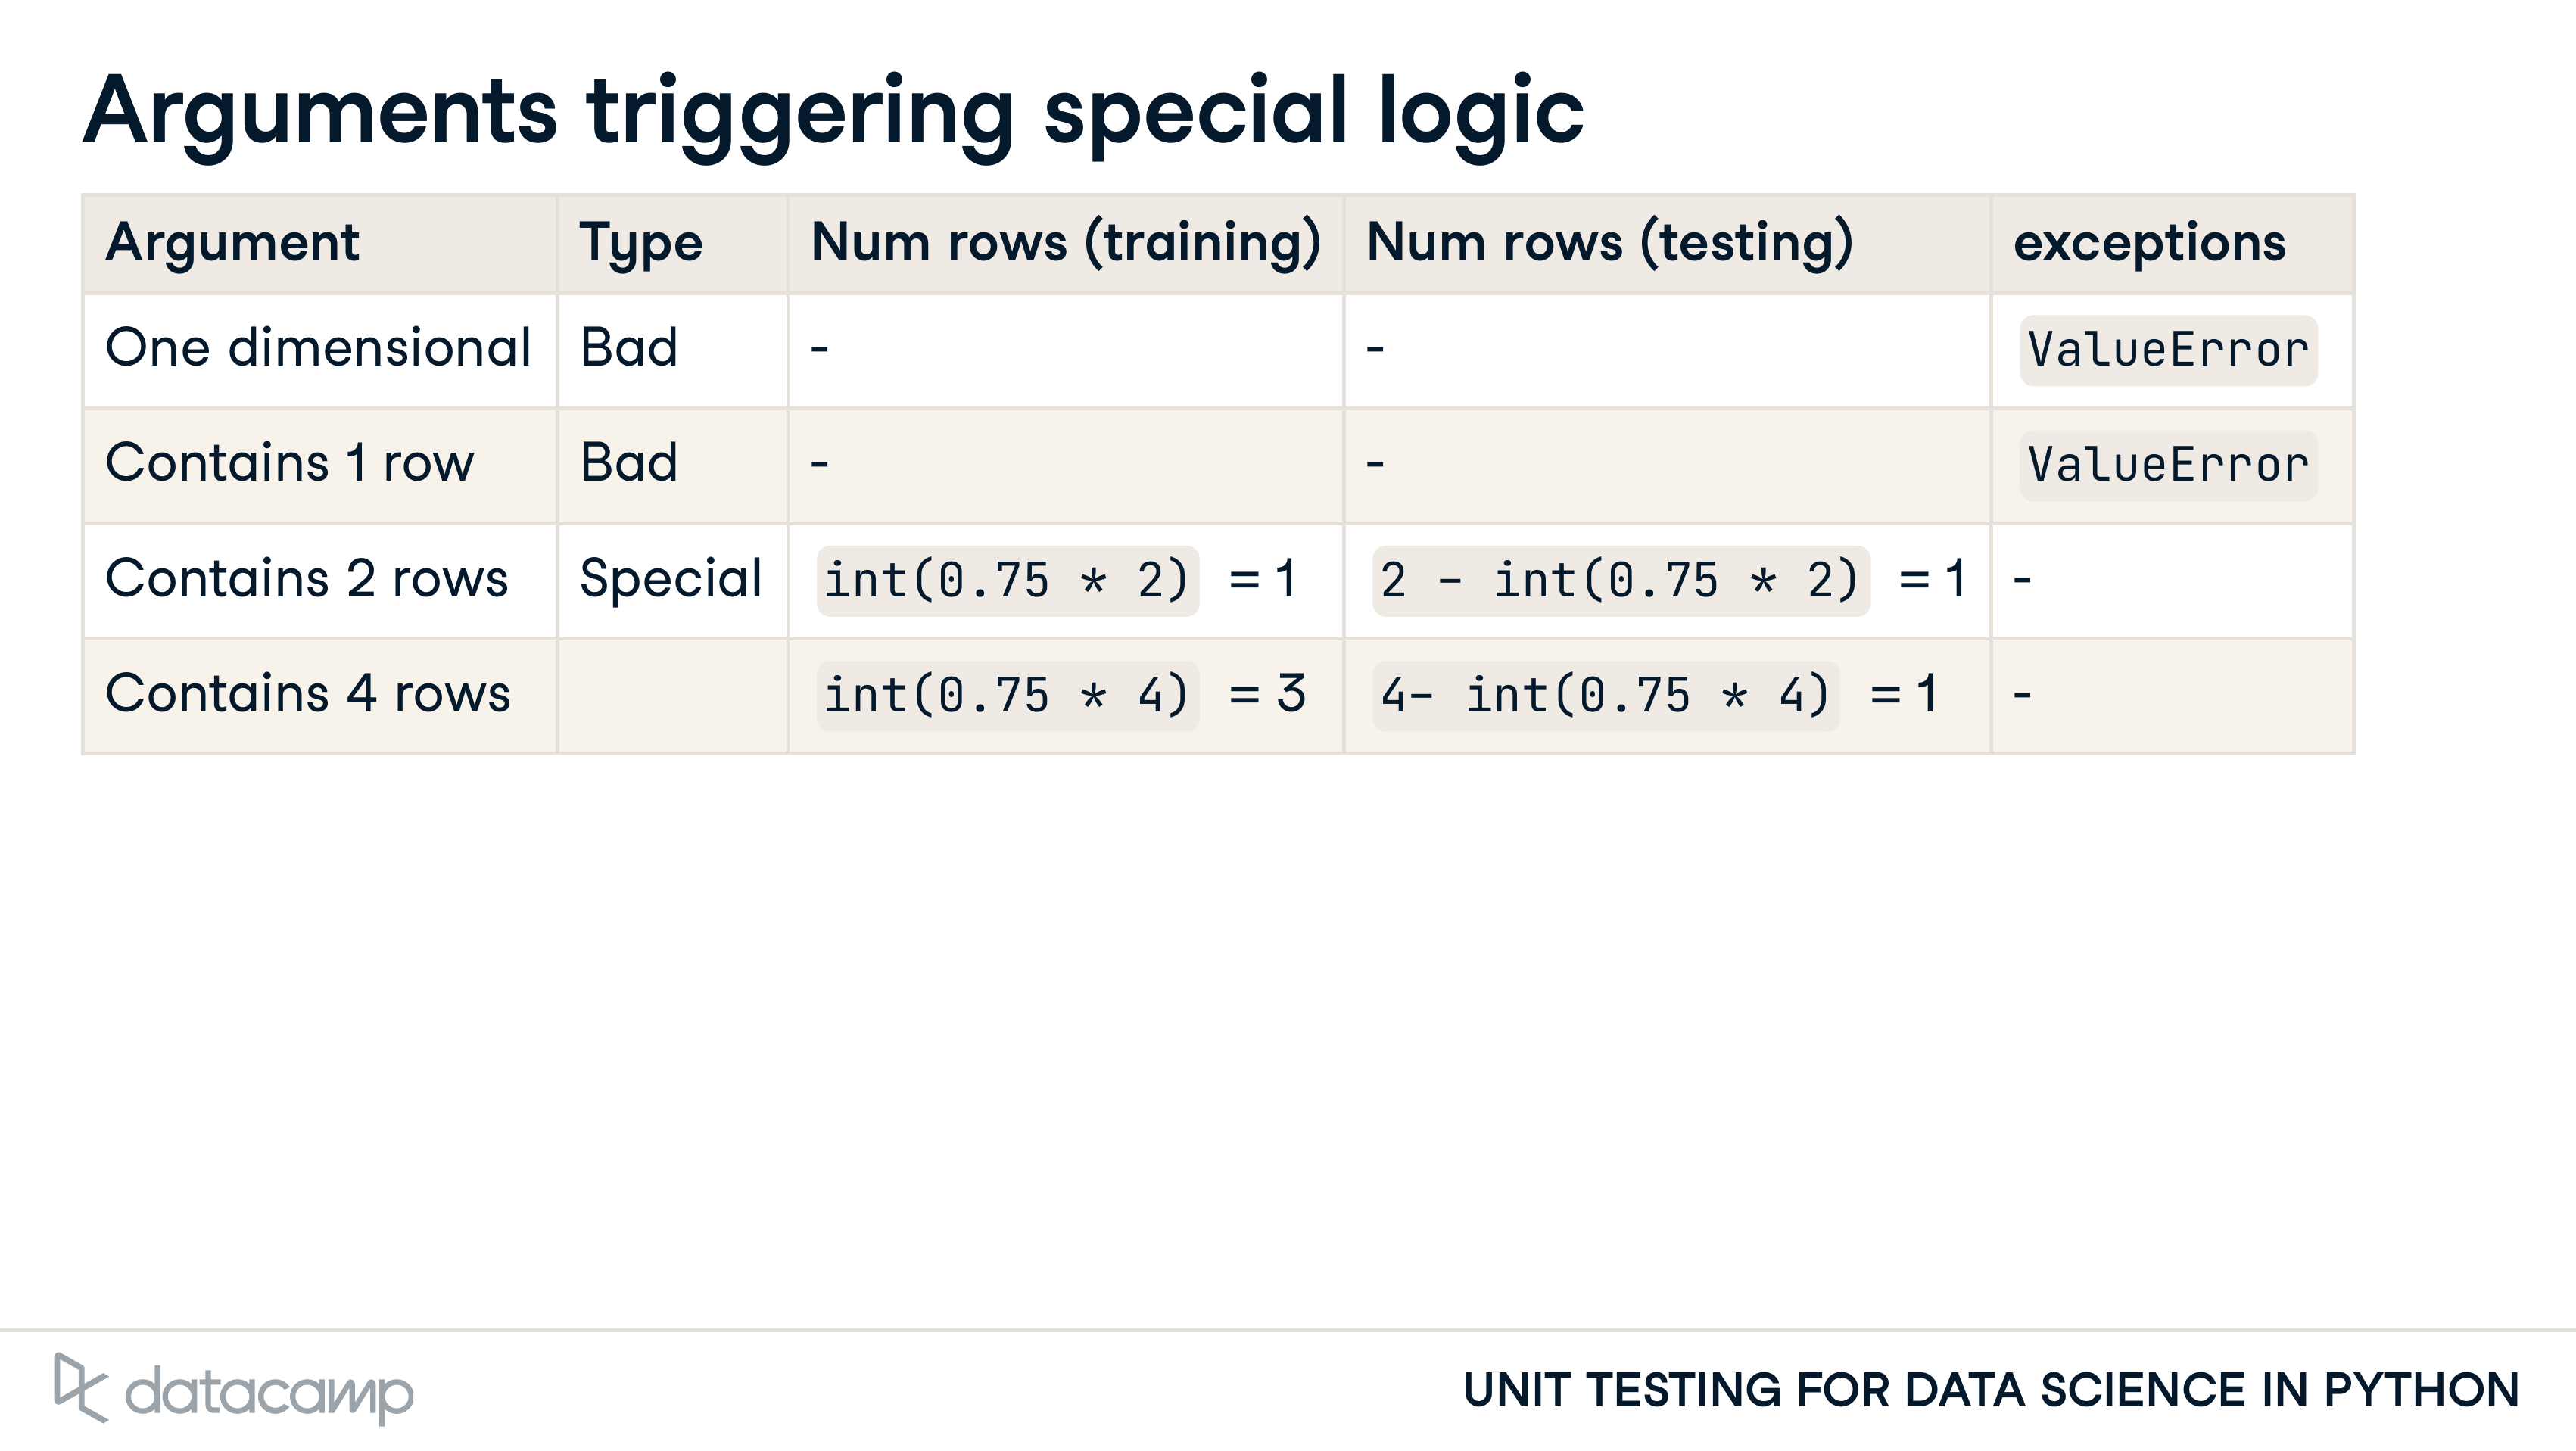 Arguments triggering special logic
Argument Type Num rows (training) Num rows (testing) exceptions
One dimensional Bad - - ValueError
Contains 1 row Bad - - ValueError
Contains 2 rows Special int(0.75 * 2) = 1 2 - int(0.75 * 2) = 1 -
Contains 4 rows int(0.75 * 4) = 3 4- int(0.75 * 4) = 1 -
datacamp
UNIT TESTING FOR DATA SCIENCE IN PYTHON